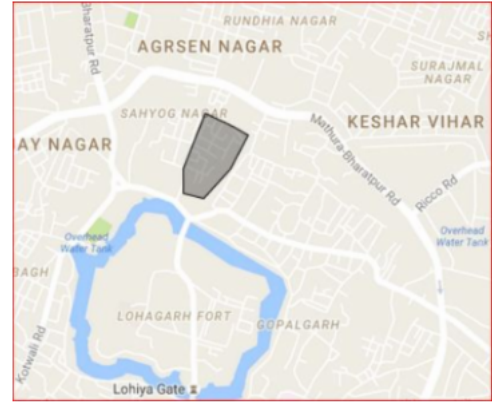 RUNDHIA NAGAR
Bharatpur Rd
AGRSEN NAGAR
SURAJMAL
NAGAR
SAHYOG NAGAR
KESHAR VIHAR
AY NAGAR
Mathura-Bharatpur Rd
Ricco Rd
Overhead
Water Tank
Overhead
Water Tank
BAGH
LOHAGARH FORT
GOPALGARH
Kotwali Rd
Lohiya Gate